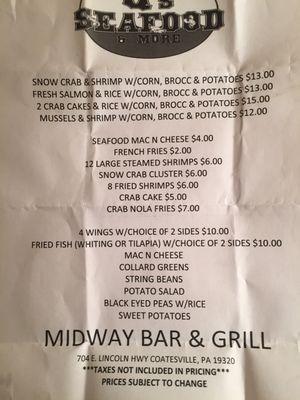 Q's
SEAFOOD
& MORE
SNOW CRAB & SHRIMP W/CORN, BROCC & POTATOES $13.00
FRESH SALMON & RICE W/CORN, BROCC & POTATOES $13.00
2 CRAB CAKES & RICE W/CORN, BROCC & POTATOES $15.00
MUSSELS & SHRIMP W/CORN, BROCC & POTATOES $12.00
SEAFOOD MAC N CHEESE $4.00
FRENCH FRIES $2.00
12 LARGE STEAMED SHRIMPS $6.00
SNOW CRAB CLUSTER $6.00
8 FRIED SHRIMPS $6.00
CRAB CAKE $5.00
CRAB NOLA FRIES $7.00
4 WINGS W/CHOICE OF 2 SIDES $10.00
FRIED FISH (WHITING OR TILAPIA) W/CHOICE OF 2 SIDES $10.00
MAC N CHEESE
COLLARD GREENS
STRING BEANS
POTATO SALAD
BLACK EYED PEAS W/RICE
SWEET POTATOES
MIDWAY BAR & GRILL
704 E. LINCOLN HWY COATESVILLE, PA 19320
***TAXES NOT INCLUDED IN PRICING***
PRICES SUBJECT TO CHANGE